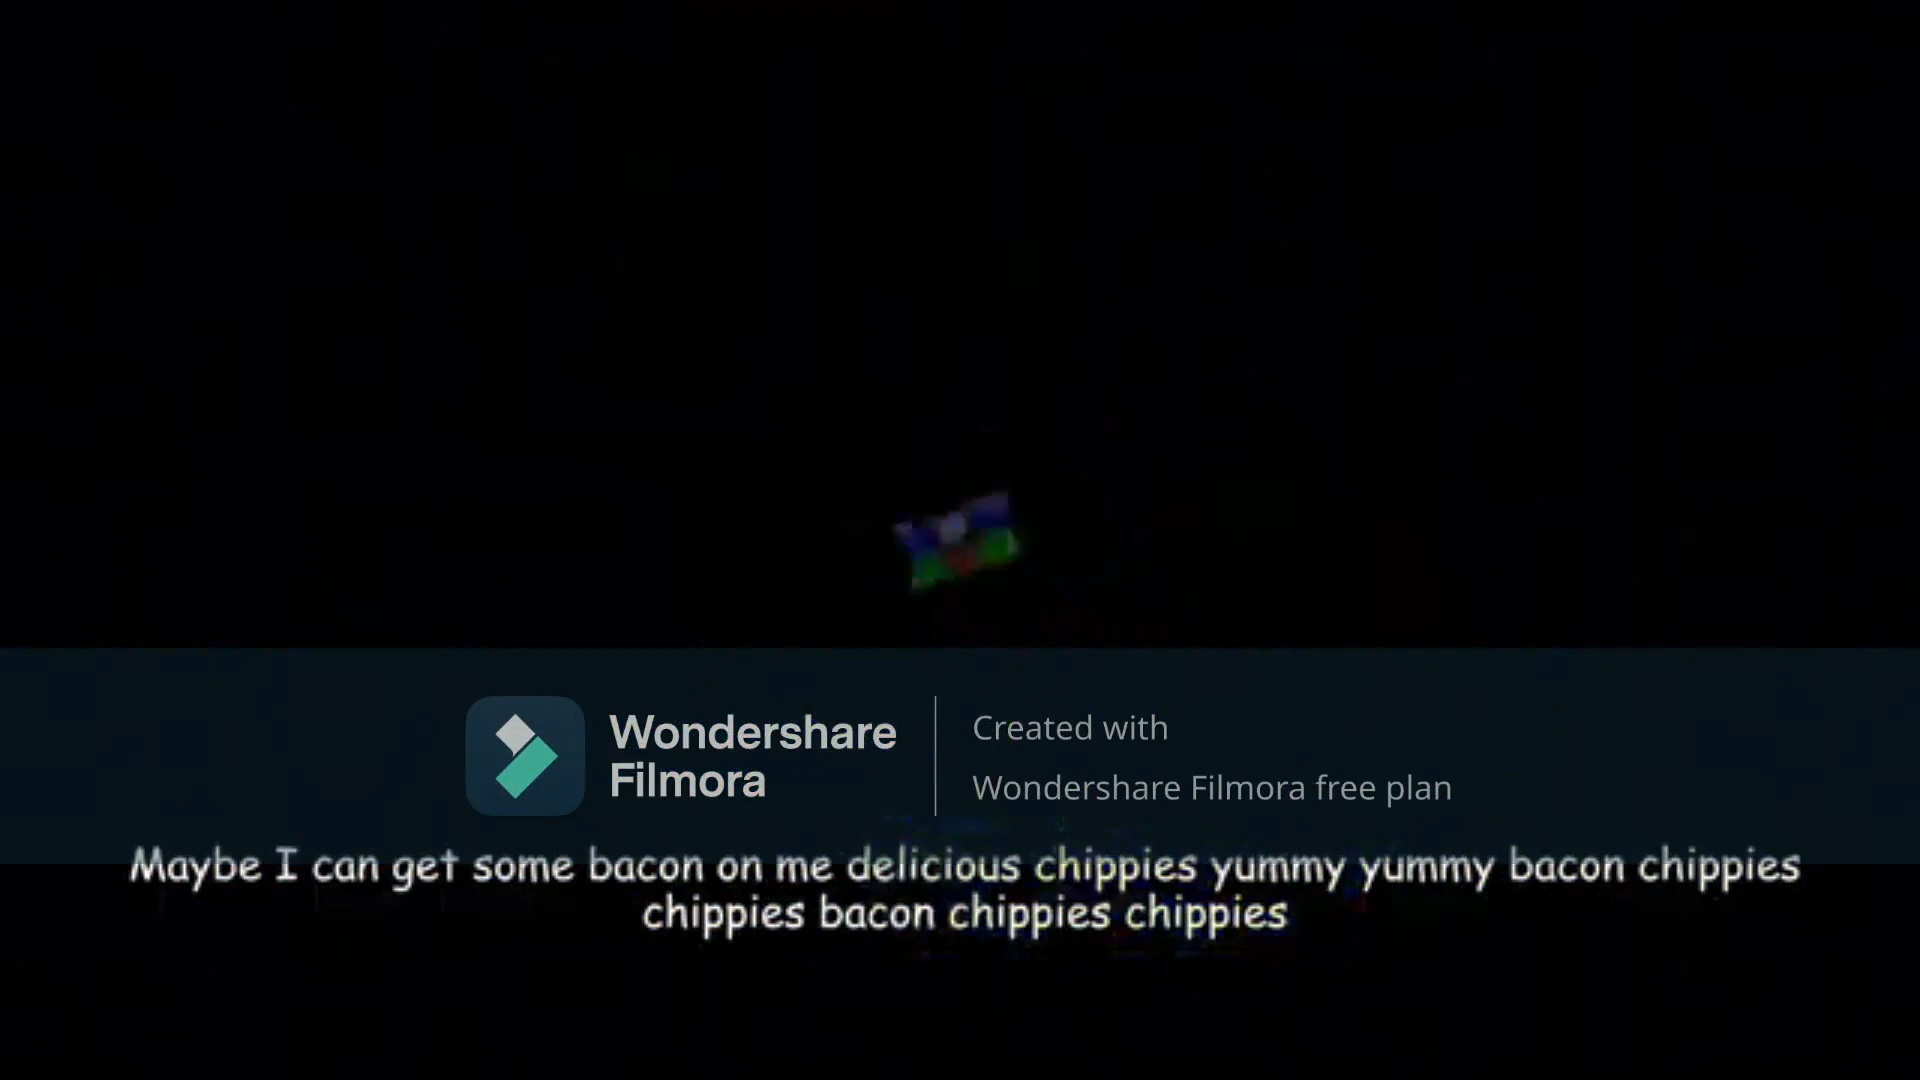 Wondershare
Filmora
Created with
Wondershare Filmora free plan
Maybe I can get some bacon on me delicious chippies yummy yummy bacon chippies
chippies bacon chippies chippies